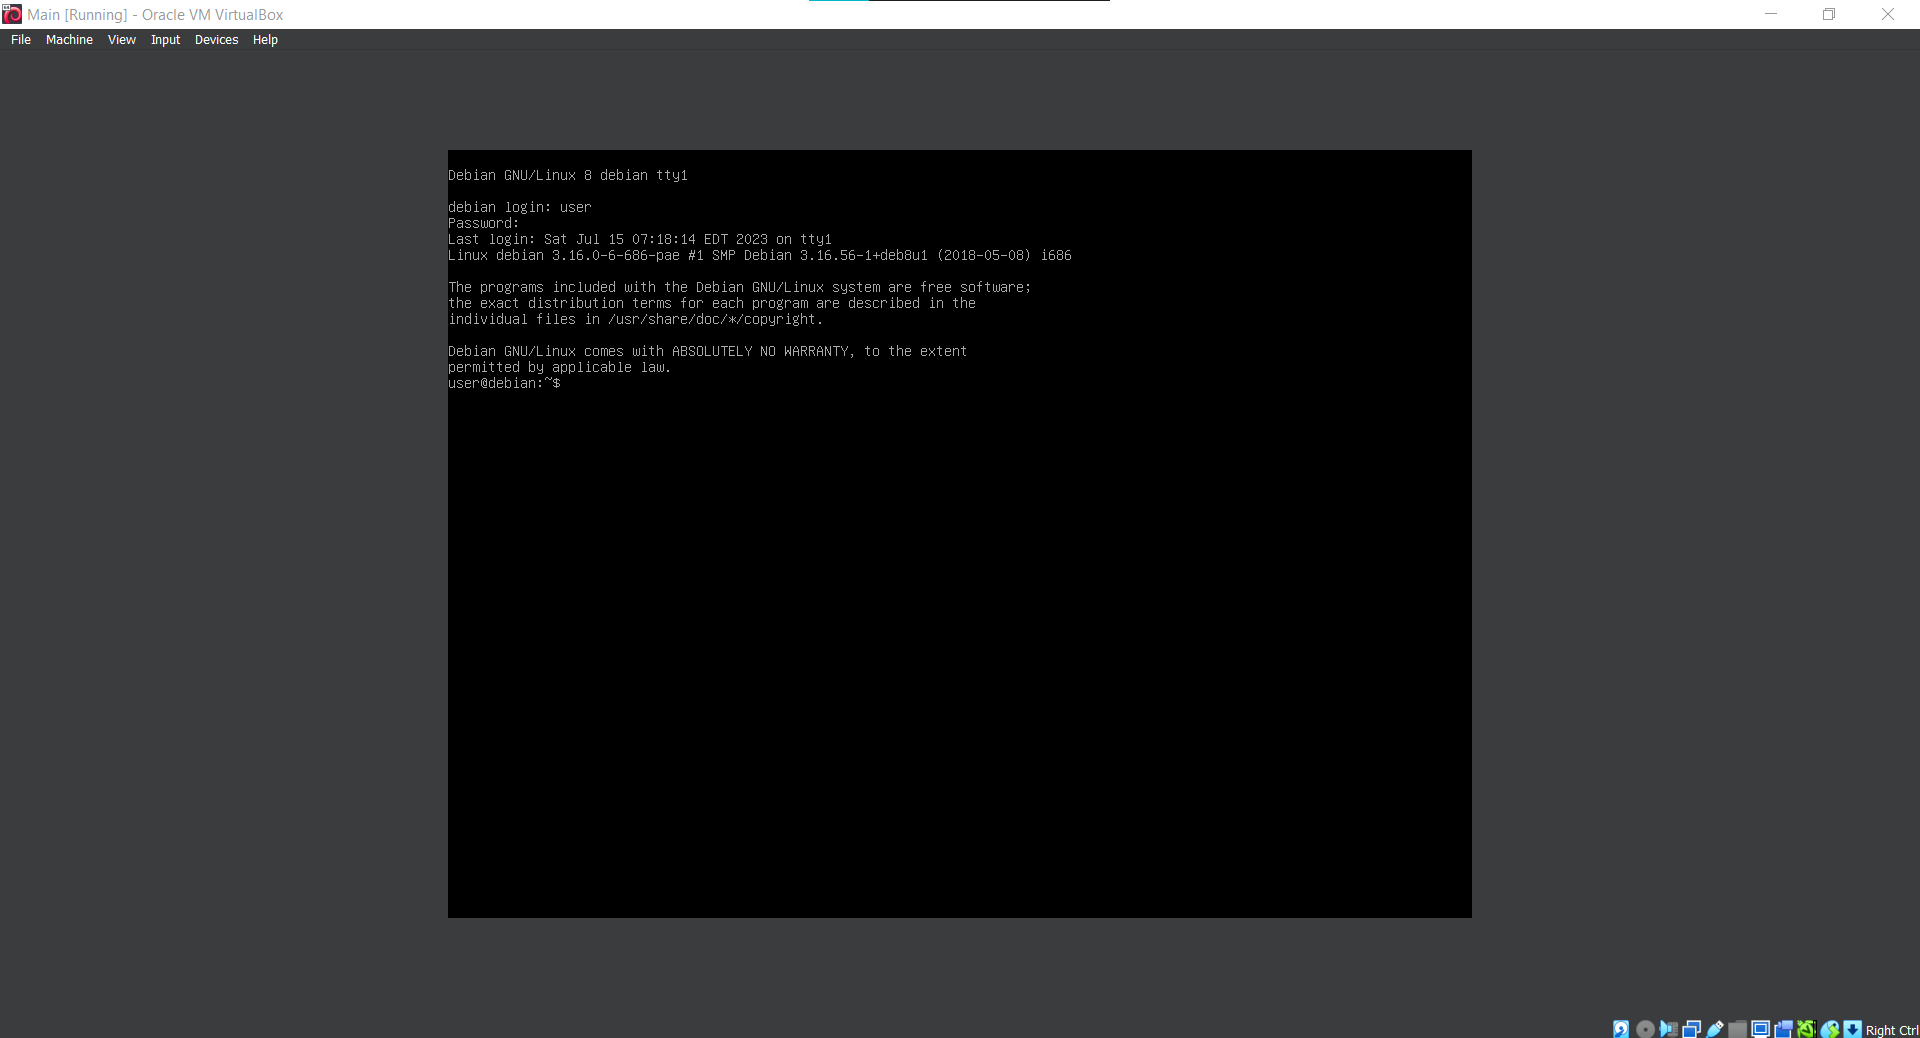 Main [Running] - Oracle VM VirtualBox
File Machine View Input Devices Help
Debian GNU/Linux 8 debian tty1
debian login: user
Password:
Last login: Sat Jul 15 07:18:14 EDT 2023 on tty1
Linux debian 3.16.0-6-686-pae #1 SMP Debian 3.16.56-1+deb8u1 (2018-05-08) i686
The programs included with the Debian GNU/Linux system are free software;
the exact distribution terms for each program are described in the
individual files in /usr/share/doc/*/copyright.
Debian GNU/Linux comes with ABSOLUTELY NO WARRANTY, to the extent
permitted by applicable law.
user@debian:~$
Right Ctrl